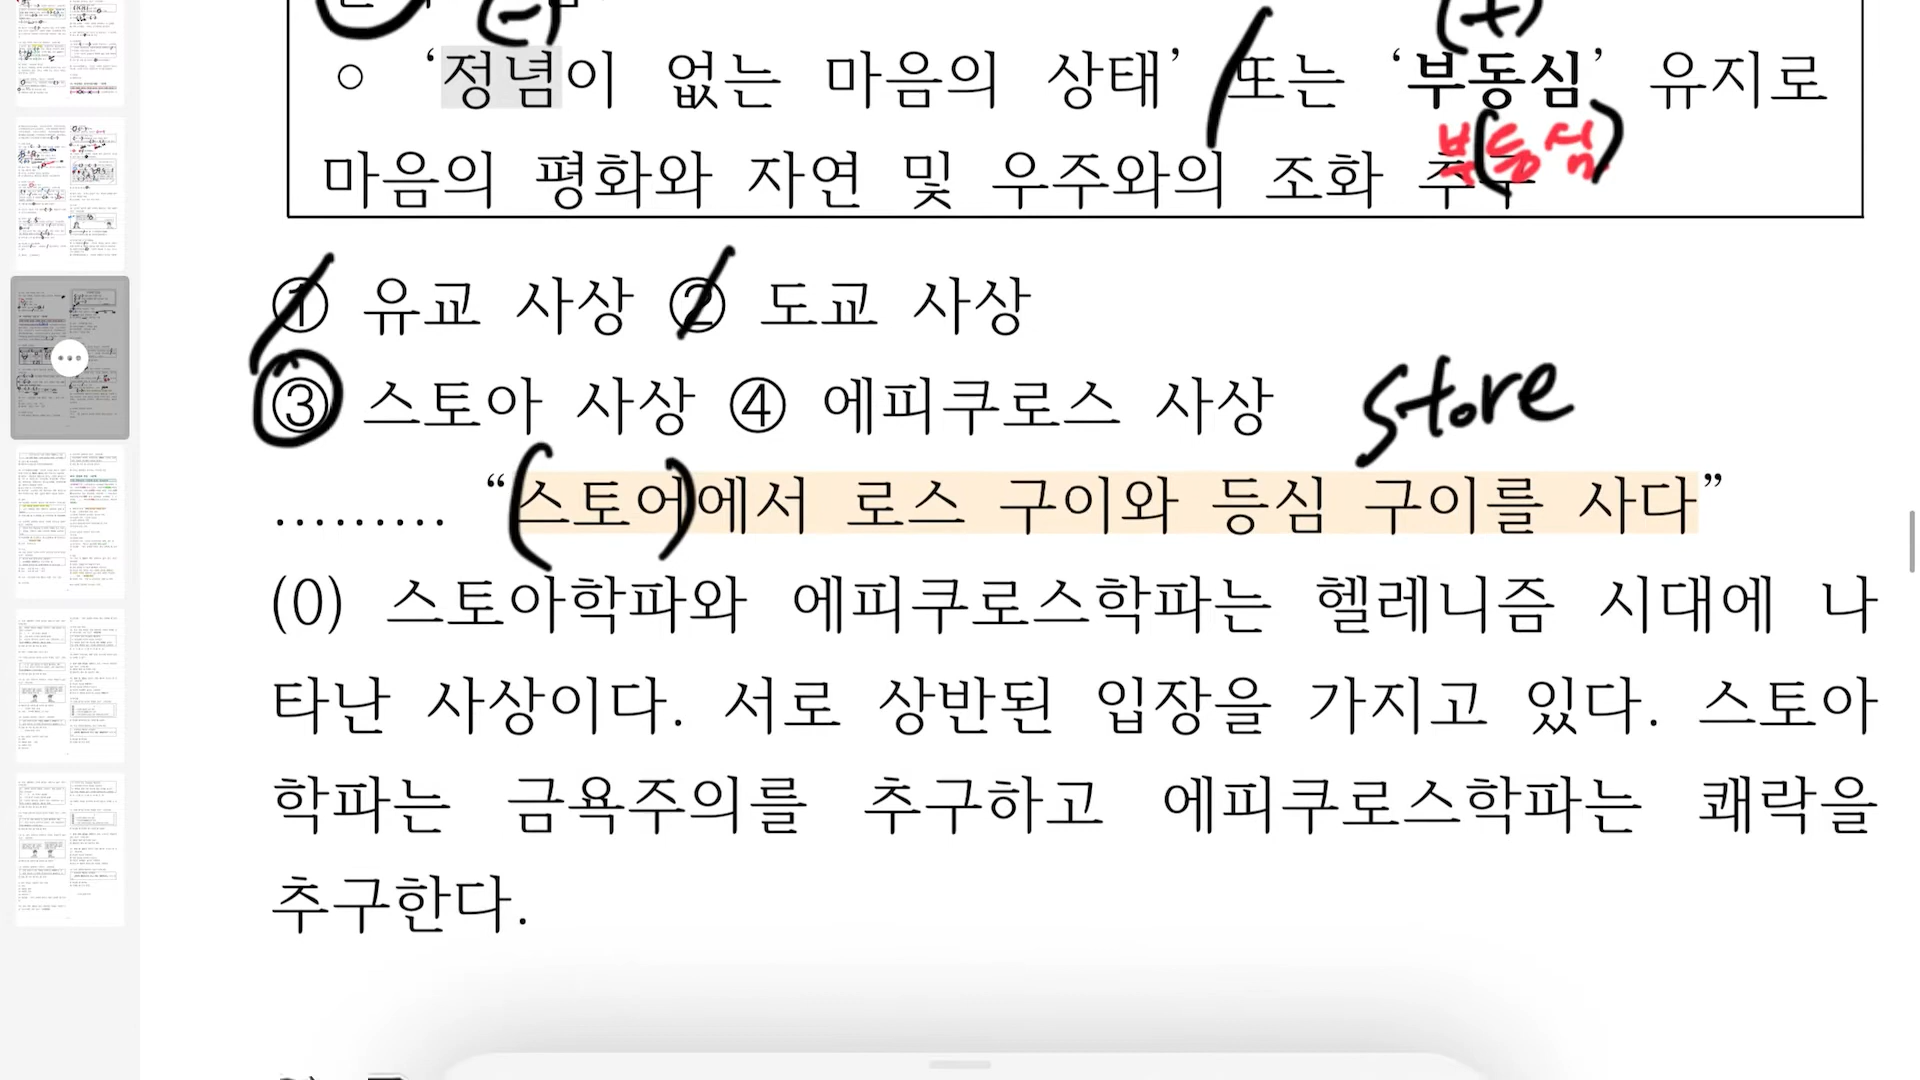 (-)
(+)
○ ‘정념이 없는 마음의 상태’ 또는 ‘부동심’ 유지로
부(등심)
마음의 평화와 자연 및 우주와의 조화 추구
① 유교 사상 ② 도교 사상
③ 스토아 사상 ④ 에피쿠로스 사상
store
......... “(스토어)에서 로스 구이와 등심 구이를 사다”
(0) 스토아학파와 에피쿠로스학파는 헬레니즘 시대에 나
타난 사상이다. 서로 상반된 입장을 가지고 있다. 스토아
학파는 금욕주의를 추구하고 에피쿠로스학파는 쾌락을
추구한다.